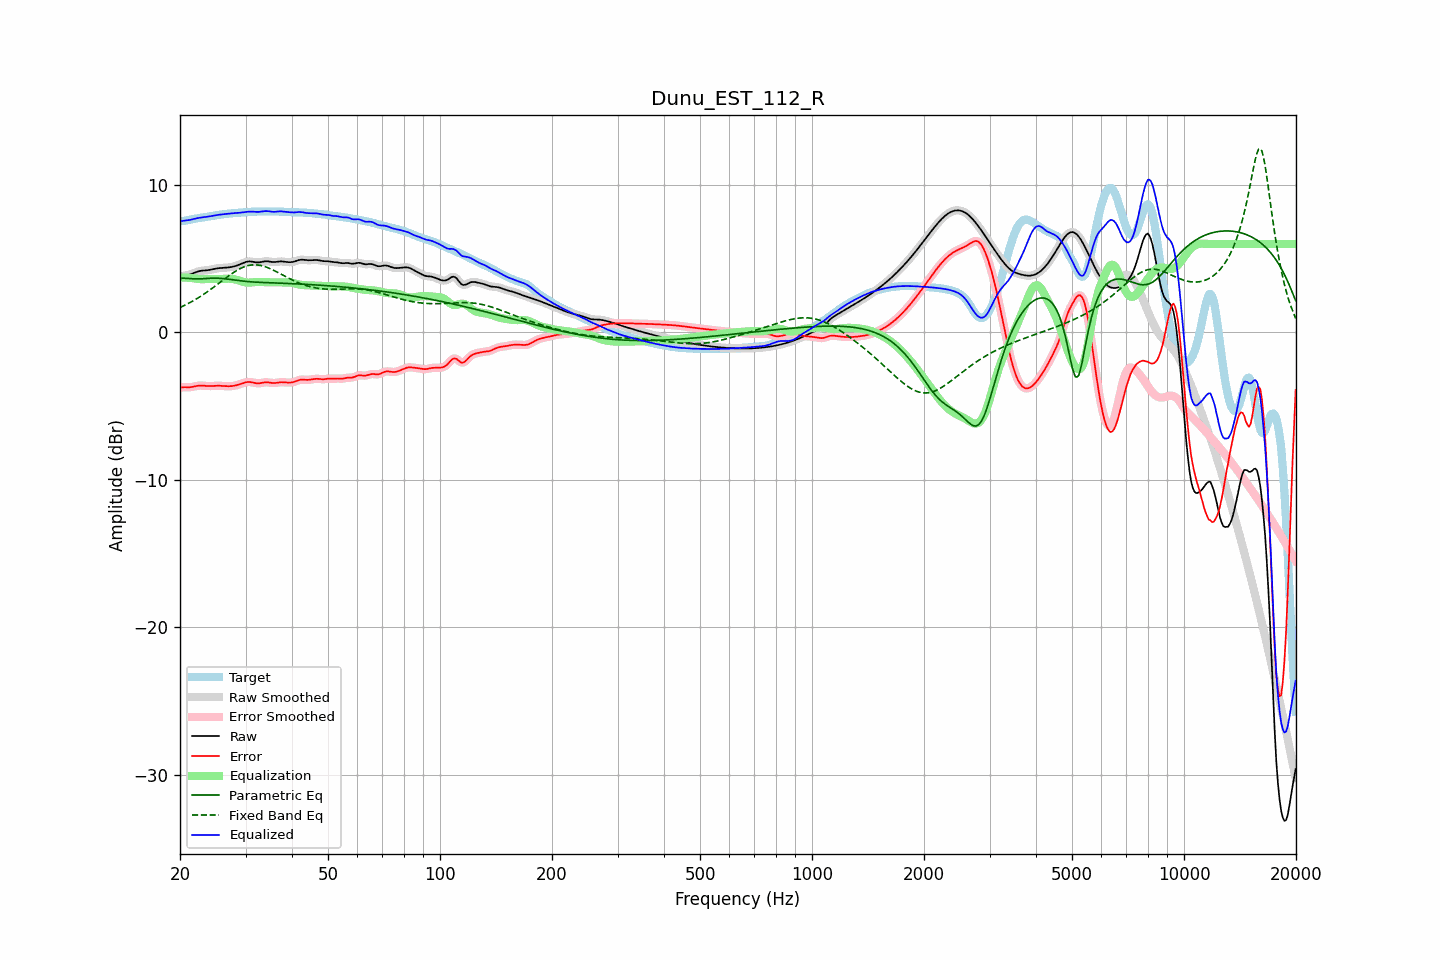 Dunu_EST_112_R
10
0
−10
−20
−30
Amplitude (dBr)
Target
Raw Smoothed
Error Smoothed
Raw
Error
Equalization
Parametric Eq
Fixed Band Eq
Equalized
20 50 100 200 500 1000 2000 5000 10000 20000
Frequency (Hz)